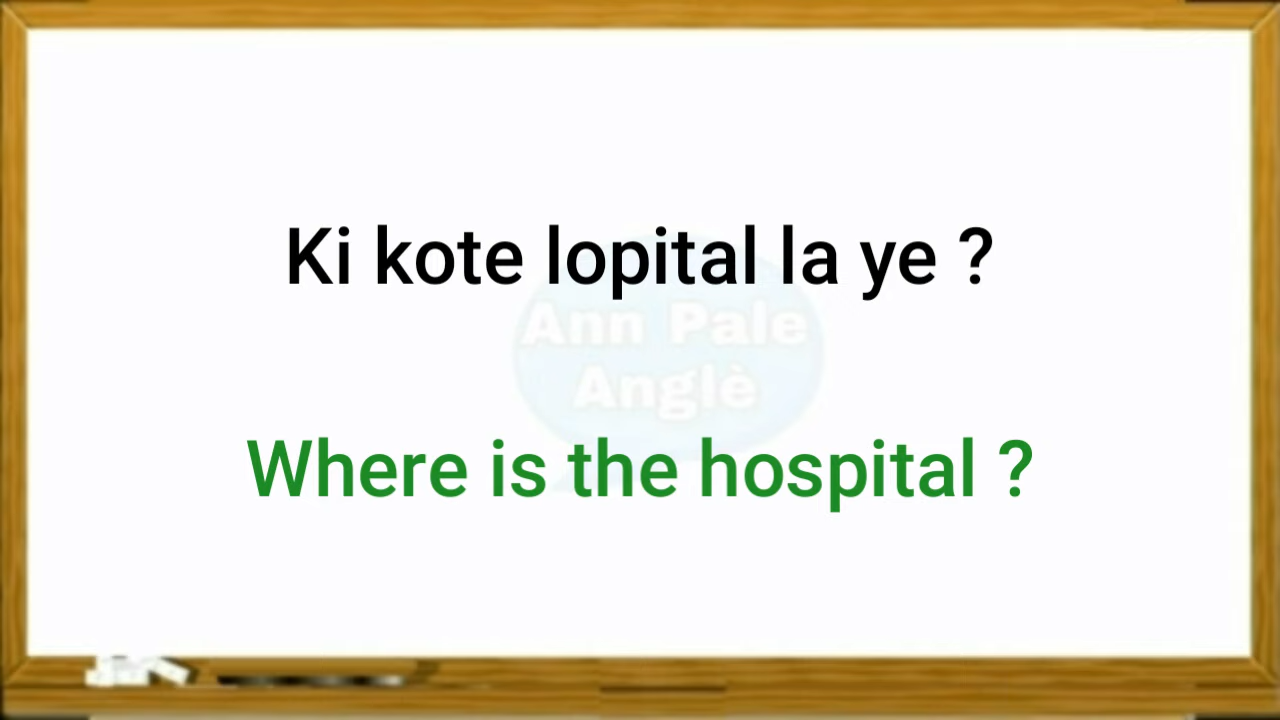 Ki kote lopital la ye ?
Ann Pale
Anglè
Where is the hospital ?